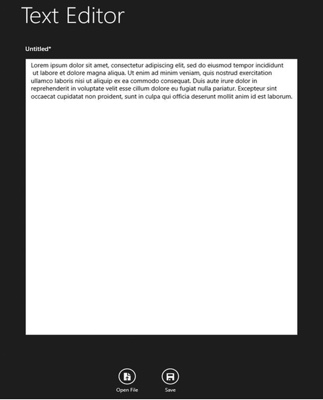 Text Editor
Untitled*
Lorem ipsum dolor sit amet, consectetur adipiscing elit, sed do eiusmod tempor incididunt
ut labore et dolore magna aliqua. Ut enim ad minim veniam, quis nostrud exercitation
ullamco laboris nisi ut aliquip ex ea commodo consequat. Duis aute irure dolor in
reprehenderit in voluptate velit esse cillum dolore eu fugiat nulla pariatur. Excepteur sint
occaecat cupidatat non proident, sunt in culpa qui officia deserunt mollit anim id est laborum.
Open File
Save